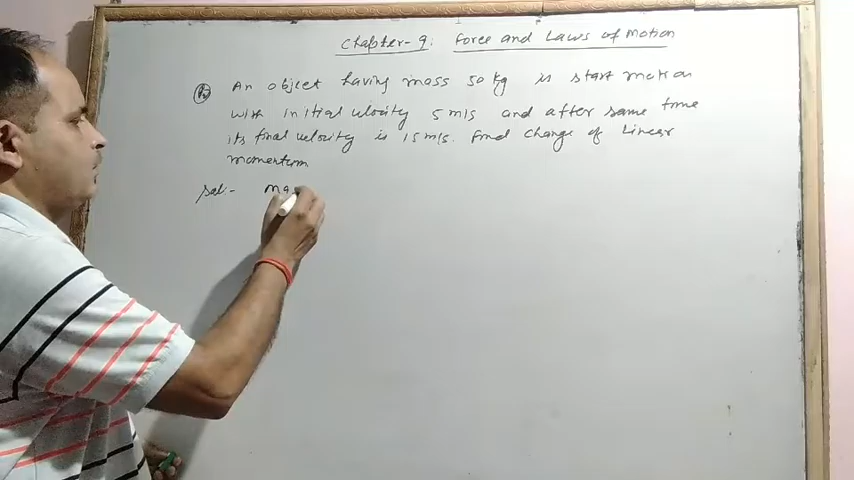 Chapter-9: Force and Laws of Motion
An object having mass 50 kg is start motion
with initial velocity 5 m/s and after some time
its final velocity is 15 m/s. Find change of Linear
momentum
Sol:- Ma